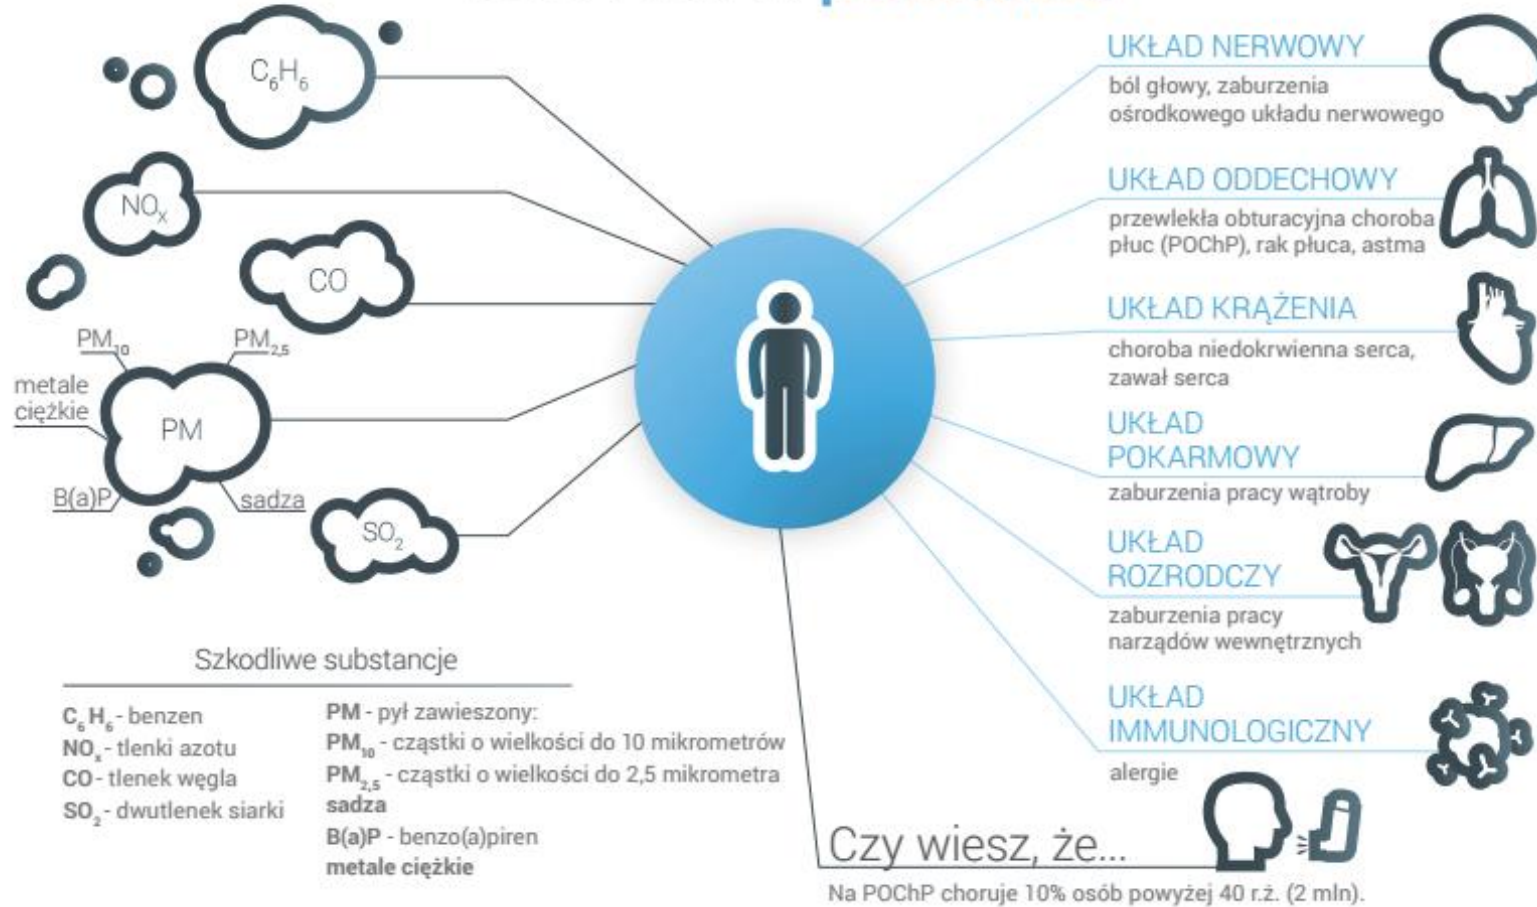 C₆H₆
NOₓ
CO
PM₁₀
PM₂,₅
metale
ciężkie
PM
B(a)P
sadza
SO₂
UKŁAD NERWOWY
ból głowy, zaburzenia
ośrodkowego układu nerwowego
UKŁAD ODDECHOWY
przewlekła obturacyjna choroba
płuc (POChP), rak płuca, astma
UKŁAD KRĄŻENIA
choroba niedokrwienna serca,
zawał serca
UKŁAD
POKARMOWY
zaburzenia pracy wątroby
UKŁAD
ROZRODCZY
zaburzenia pracy
narządów wewnętrznych
UKŁAD
IMMUNOLOGICZNY
alergie
Szkodliwe substancje
C₆H₆ - benzen
NOₓ - tlenki azotu
CO - tlenek węgla
SO₂ - dwutlenek siarki
PM - pył zawieszony:
PM₁₀ - cząstki o wielkości do 10 mikrometrów
PM₂,₅ - cząstki o wielkości do 2,5 mikrometra
sadza
B(a)P - benzo(a)piren
metale ciężkie
Czy wiesz, że...
Na POChP choruje 10% osób powyżej 40 r.ż. (2 mln).